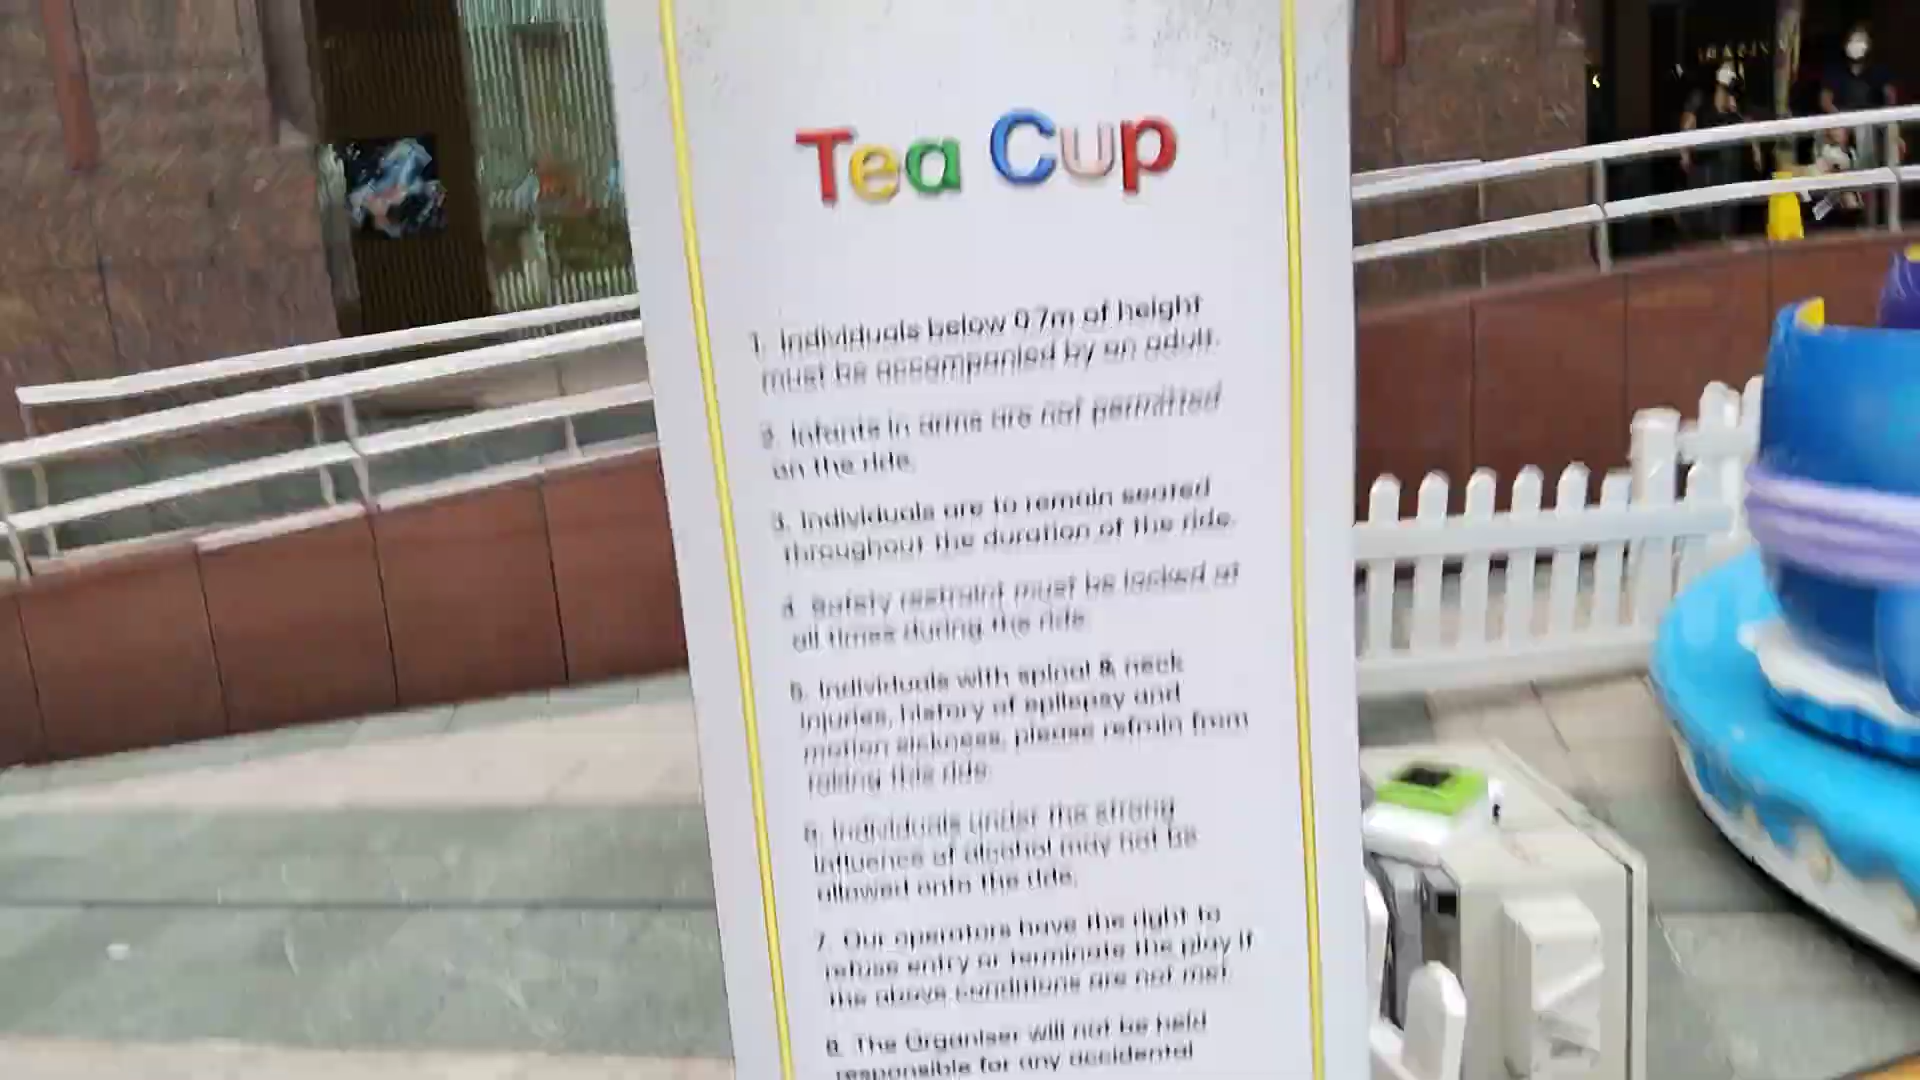 Tea Cup
1. Individuals below 0.7m of height
must be accompanied by an adult.
2. Infants in arms are not permitted
on the ride.
3. Individuals are to remain seated
throughout the duration of the ride.
4. Safety restraint must be locked at
all times during the ride.
5. Individuals with spinal & neck
injuries, history of epilepsy and
motion sickness, please refrain from
taking this ride.
6. Individuals under the strong
influence of alcohol may not be
allowed onto the ride.
7. Our operators have the right to
refuse entry or terminate the play if
the above conditions are not met.
8. The Organiser will not be held
responsible for any accidental